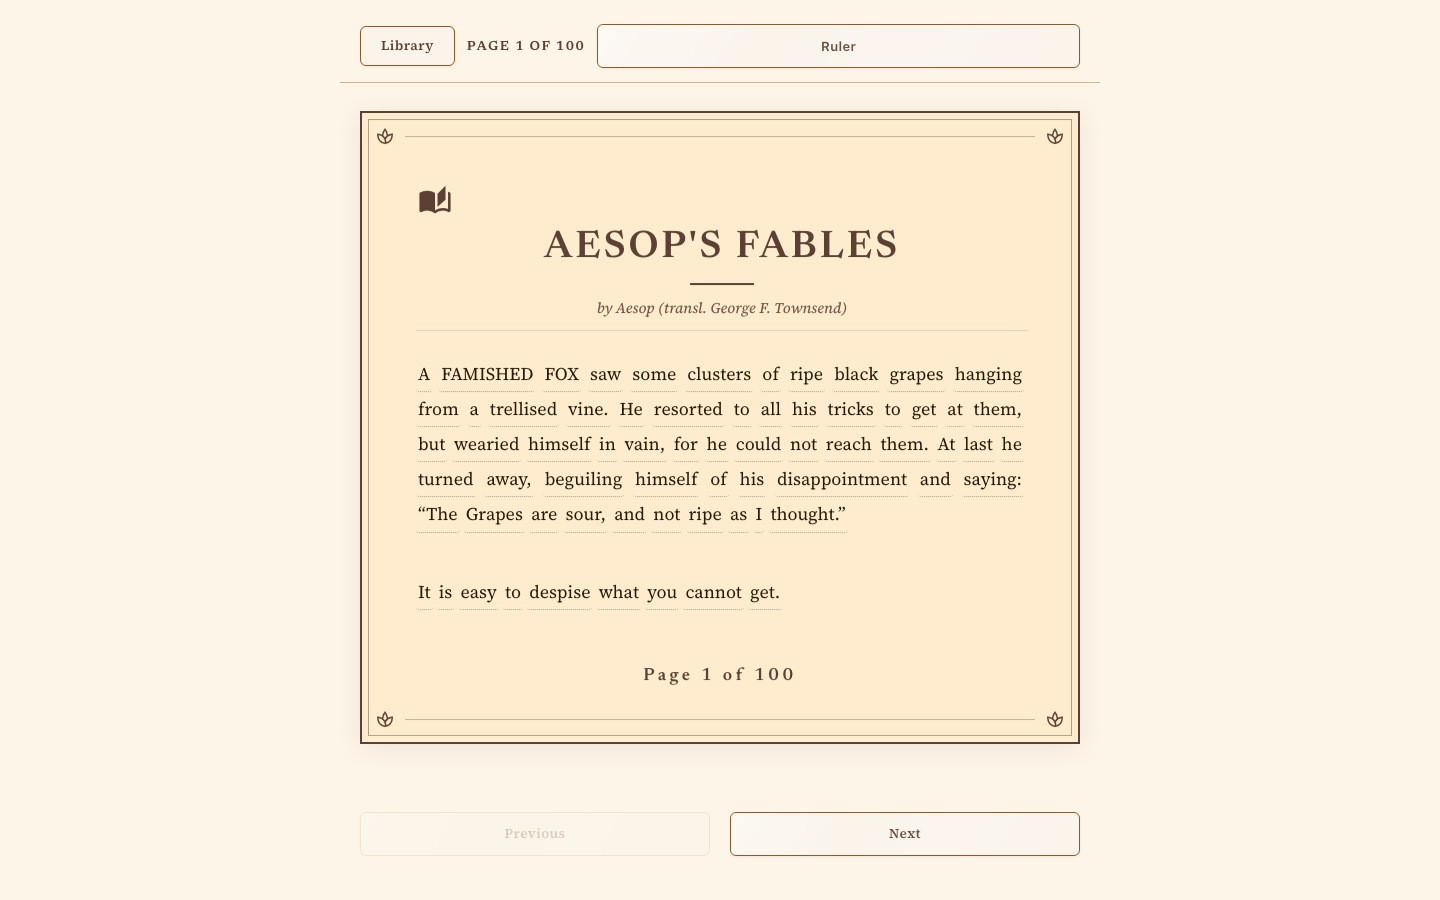 Library
PAGE 1 OF 100
Ruler
AESOP'S FABLES
by Aesop (transl. George F. Townsend)
A FAMISHED FOX saw some clusters of ripe black grapes hanging
from a trellised vine. He resorted to all his tricks to get at them,
but wearied himself in vain, for he could not reach them. At last he
turned away, beguiling himself of his disappointment and saying:
“The Grapes are sour, and not ripe as I thought.”
It is easy to despise what you cannot get.
Page 1 of 100
Previous
Next